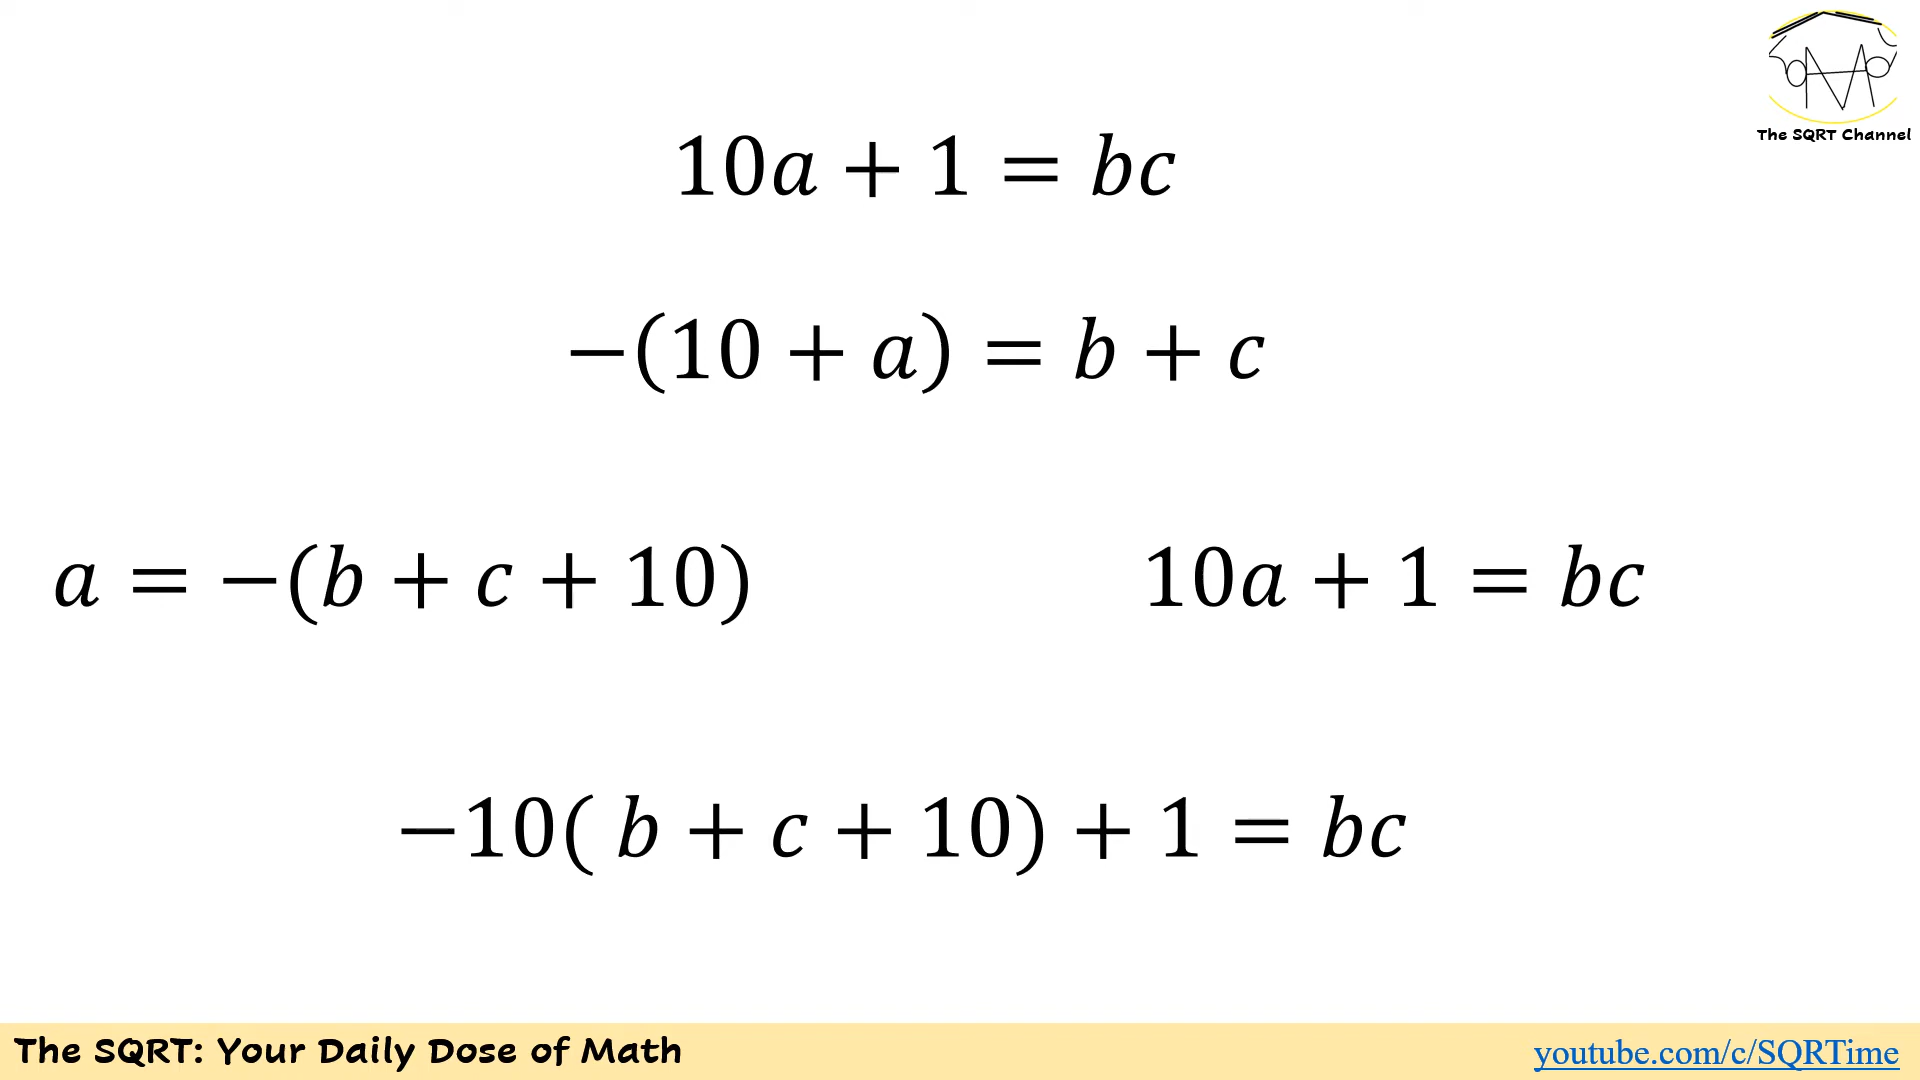 The SQRT Channel
10a + 1 = bc
−(10 + a) = b + c
a = −(b + c + 10)
10a + 1 = bc
−10( b + c + 10) + 1 = bc
The SQRT: Your Daily Dose of Math
youtube.com/c/SQRTime